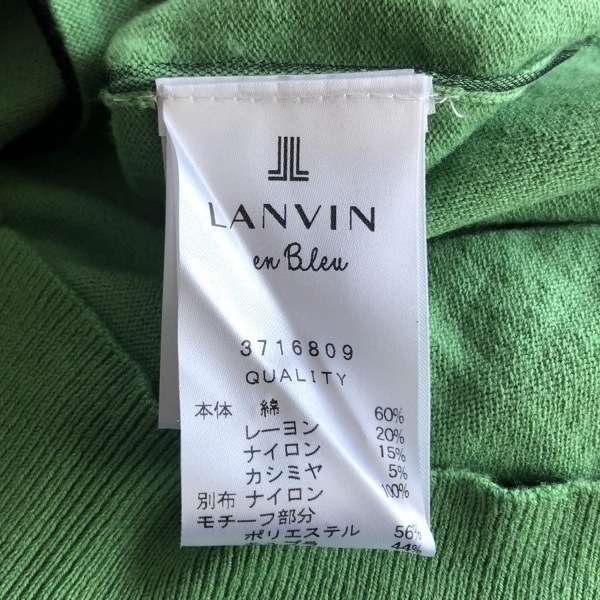 LANVIN
en Bleu
3716809
QUALITY
本体 綿 60%
レーヨン 20%
ナイロン 15%
カシミヤ 5%
別布 ナイロン 100%
モチーフ部分
ポリエステル 56%
44%